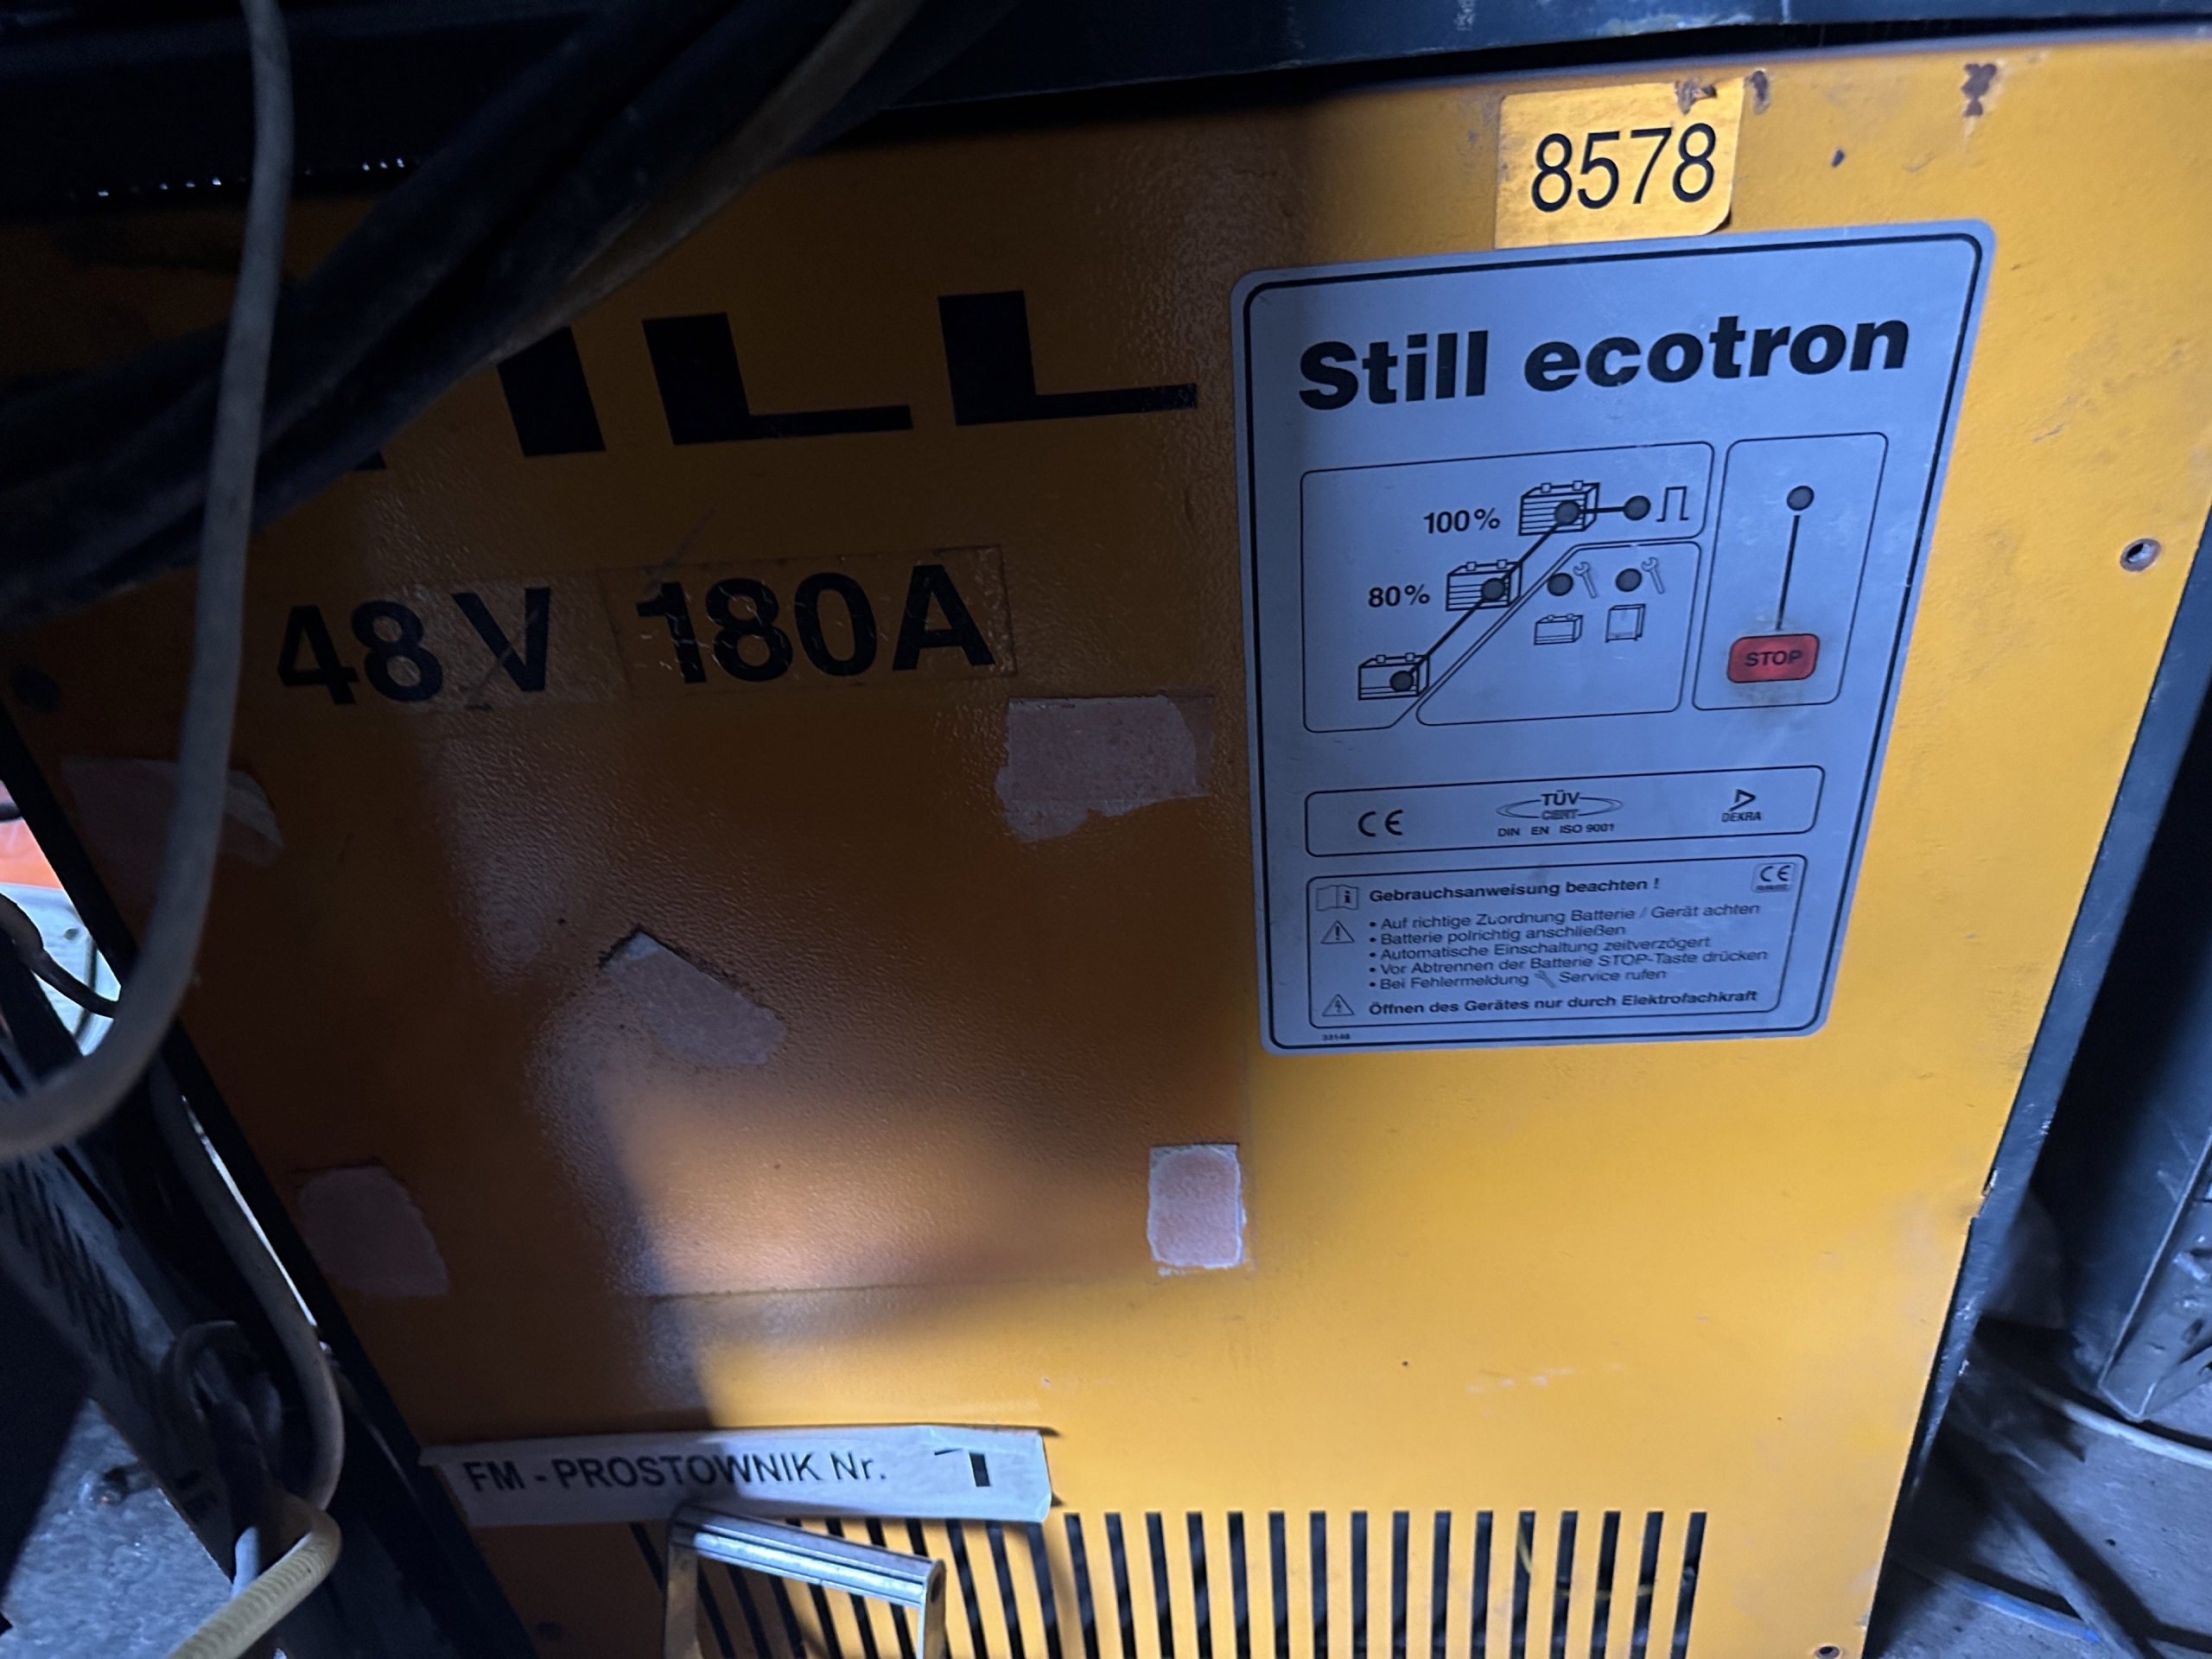 8578
STILL
Still ecotron
100%
80%
STOP
48 V 180A
CE
TÜV
CERT
DIN EN ISO 9001
DEKRA
Gebrauchsanweisung beachten !
CE
• Auf richtige Zuordnung Batterie / Gerät achten
• Batterie polrichtig anschließen
• Automatische Einschaltung zeitverzögert
• Vor Abtrennen der Batterie STOP-Taste drücken
• Bei Fehlermeldung Service rufen
Öffnen des Gerätes nur durch Elektrofachkraft
33148
FM - PROSTOWNIK Nr. 1